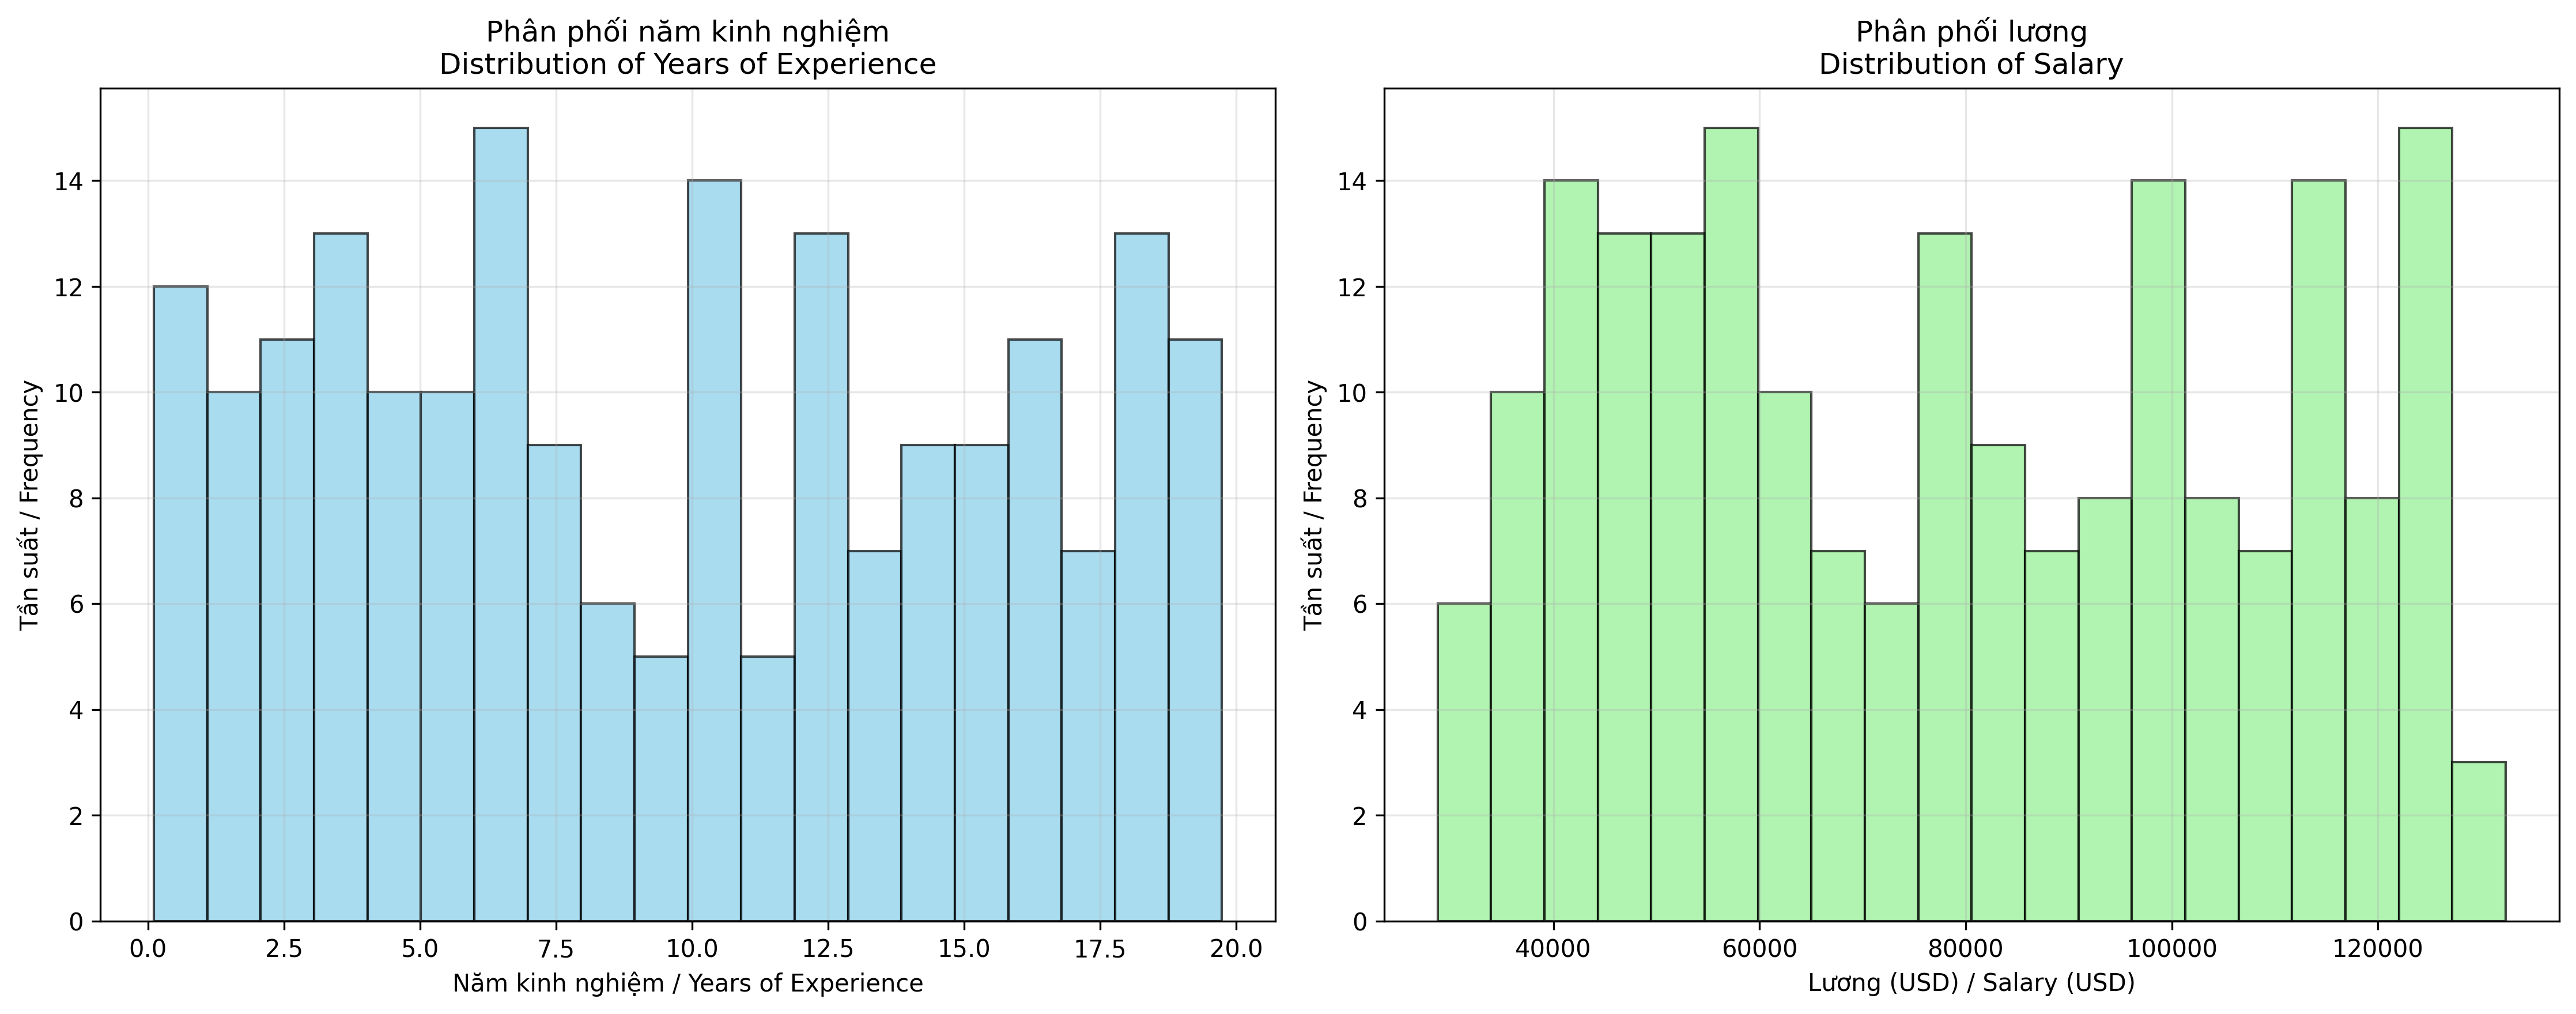 Phân phối năm kinh nghiệm
Distribution of Years of Experience
Tần suất / Frequency
14
12
10
8
6
4
2
0
0.0 2.5 5.0 7.5 10.0 12.5 15.0 17.5 20.0
Năm kinh nghiệm / Years of Experience
Phân phối lương
Distribution of Salary
Tần suất / Frequency
14
12
10
8
6
4
2
0
40000 60000 80000 100000 120000
Lương (USD) / Salary (USD)